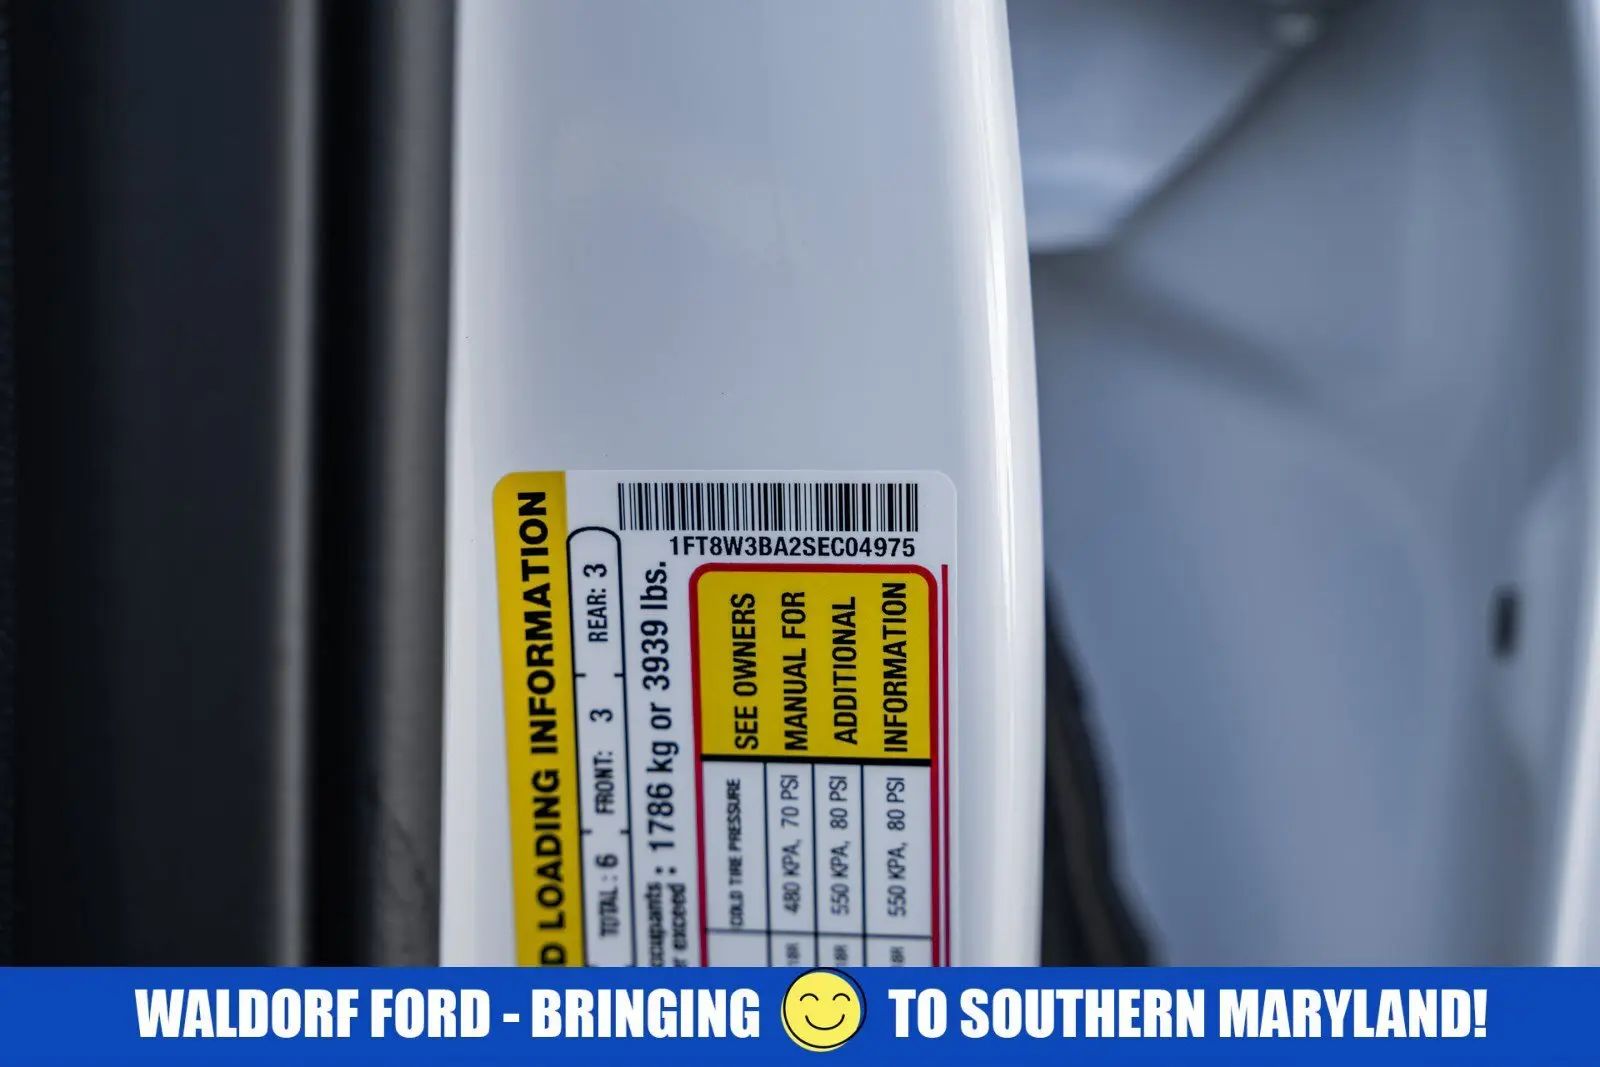 1FT8W3BA2SEC04975
LOADING INFORMATION
TOTAL : 6 FRONT: 3 REAR: 3
: 1786 kg or 3939 lbs.
exceed
COLD TIRE PRESSURE
480 KPA, 70 PSI
550 KPA, 80 PSI
550 KPA, 80 PSI
SEE OWNERS
MANUAL FOR
ADDITIONAL
INFORMATION
WALDORF FORD - BRINGING TO SOUTHERN MARYLAND!